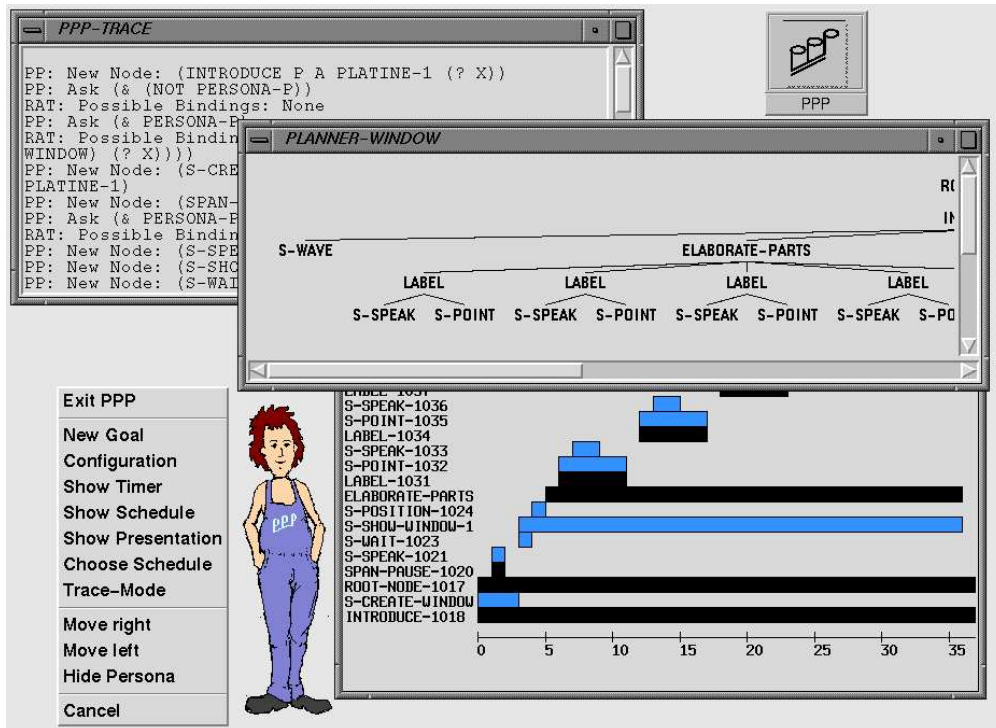 PPP-TRACE
PP: New Node: (INTRODUCE P A PLATINE-1 (? X))
PP: Ask (& (NOT PERSONA-P))
RAT: Possible Bindings: None
PP: Ask (& PERSONA-P)
RAT: Possible Bindin
WINDOW) (? X))))
PP: New Node: (S-CRE
PLATINE-1)
PP: New Node: (SPAN-
PP: Ask (& PERSONA-P
RAT: Possible Bindin
PP: New Node: (S-SPE
PP: New Node: (S-SHO
PP: New Node: (S-WAI
PPP
PLANNER-WINDOW
S-WAVE ELABORATE-PARTS
LABEL LABEL LABEL LABEL
S-SPEAK S-POINT S-SPEAK S-POINT S-SPEAK S-POINT S-SPEAK S-PO
Exit PPP
New Goal
Configuration
Show Timer
Show Schedule
Show Presentation
Choose Schedule
Trace-Mode
Move right
Move left
Hide Persona
Cancel
PPP
S-SPEAK-1036
S-POINT-1035
LABEL-1034
S-SPEAK-1033
S-POINT-1032
LABEL-1031
ELABORATE-PARTS
S-POSITION-1024
S-SHOW-WINDOW-1
S-WAIT-1023
S-SPEAK-1021
SPAN-PAUSE-1020
ROOT-NODE-1017
S-CREATE-WINDOW
INTRODUCE-1018
0 5 10 15 20 25 30 35